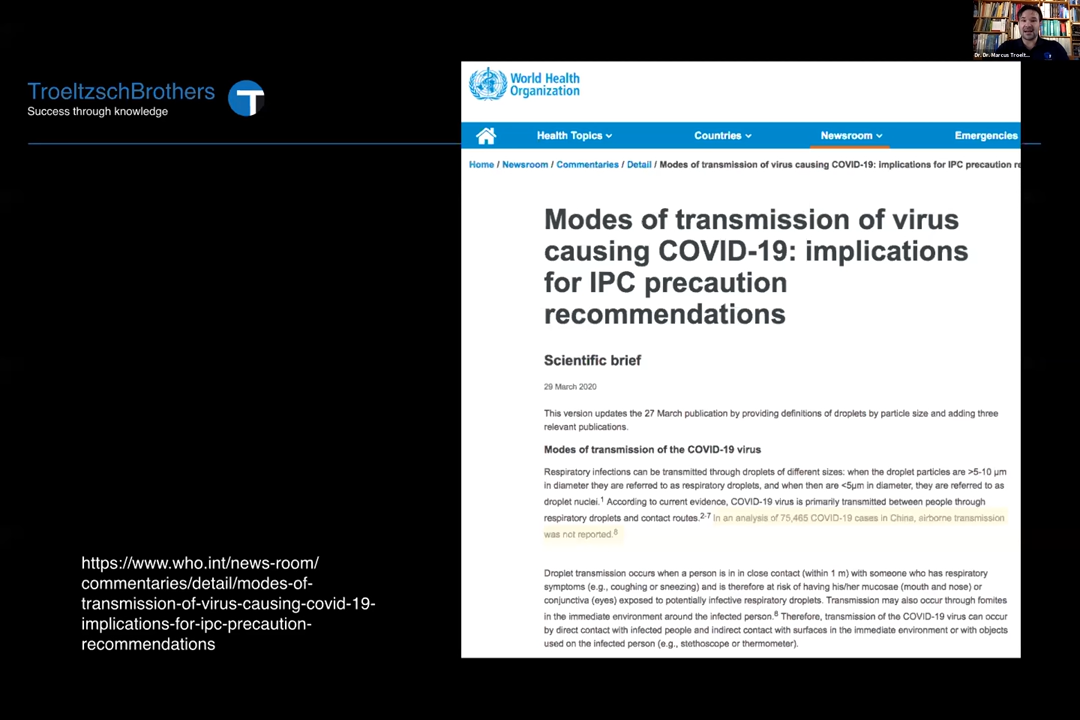 Dr. Dr. Marcus Troelt...
TroeltzschBrothers
Success through knowledge
T
World Health
Organization
Health Topics
Countries
Newsroom
Emergencies
Home / Newsroom / Commentaries / Detail / Modes of transmission of virus causing COVID-19: implications for IPC precaution re
Modes of transmission of virus
causing COVID-19: implications
for IPC precaution
recommendations
Scientific brief
29 March 2020
This version updates the 27 March publication by providing definitions of droplets by particle size and adding three
relevant publications.
Modes of transmission of the COVID-19 virus
Respiratory infections can be transmitted through droplets of different sizes: when the droplet particles are >5-10 μm
in diameter they are referred to as respiratory droplets, and when then are <5μm in diameter, they are referred to as
droplet nuclei.1 According to current evidence, COVID-19 virus is primarily transmitted between people through
respiratory droplets and contact routes.2-7 In an analysis of 75,465 COVID-19 cases in China, airborne transmission
was not reported.8
Droplet transmission occurs when a person is in in close contact (within 1 m) with someone who has respiratory
symptoms (e.g., coughing or sneezing) and is therefore at risk of having his/her mucosae (mouth and nose) or
conjunctiva (eyes) exposed to potentially infective respiratory droplets. Transmission may also occur through fomites
in the immediate environment around the infected person.8 Therefore, transmission of the COVID-19 virus can occur
by direct contact with infected people and indirect contact with surfaces in the immediate environment or with objects
used on the infected person (e.g., stethoscope or thermometer).
https://www.who.int/news-room/
commentaries/detail/modes-of-
transmission-of-virus-causing-covid-19-
implications-for-ipc-precaution-
recommendations